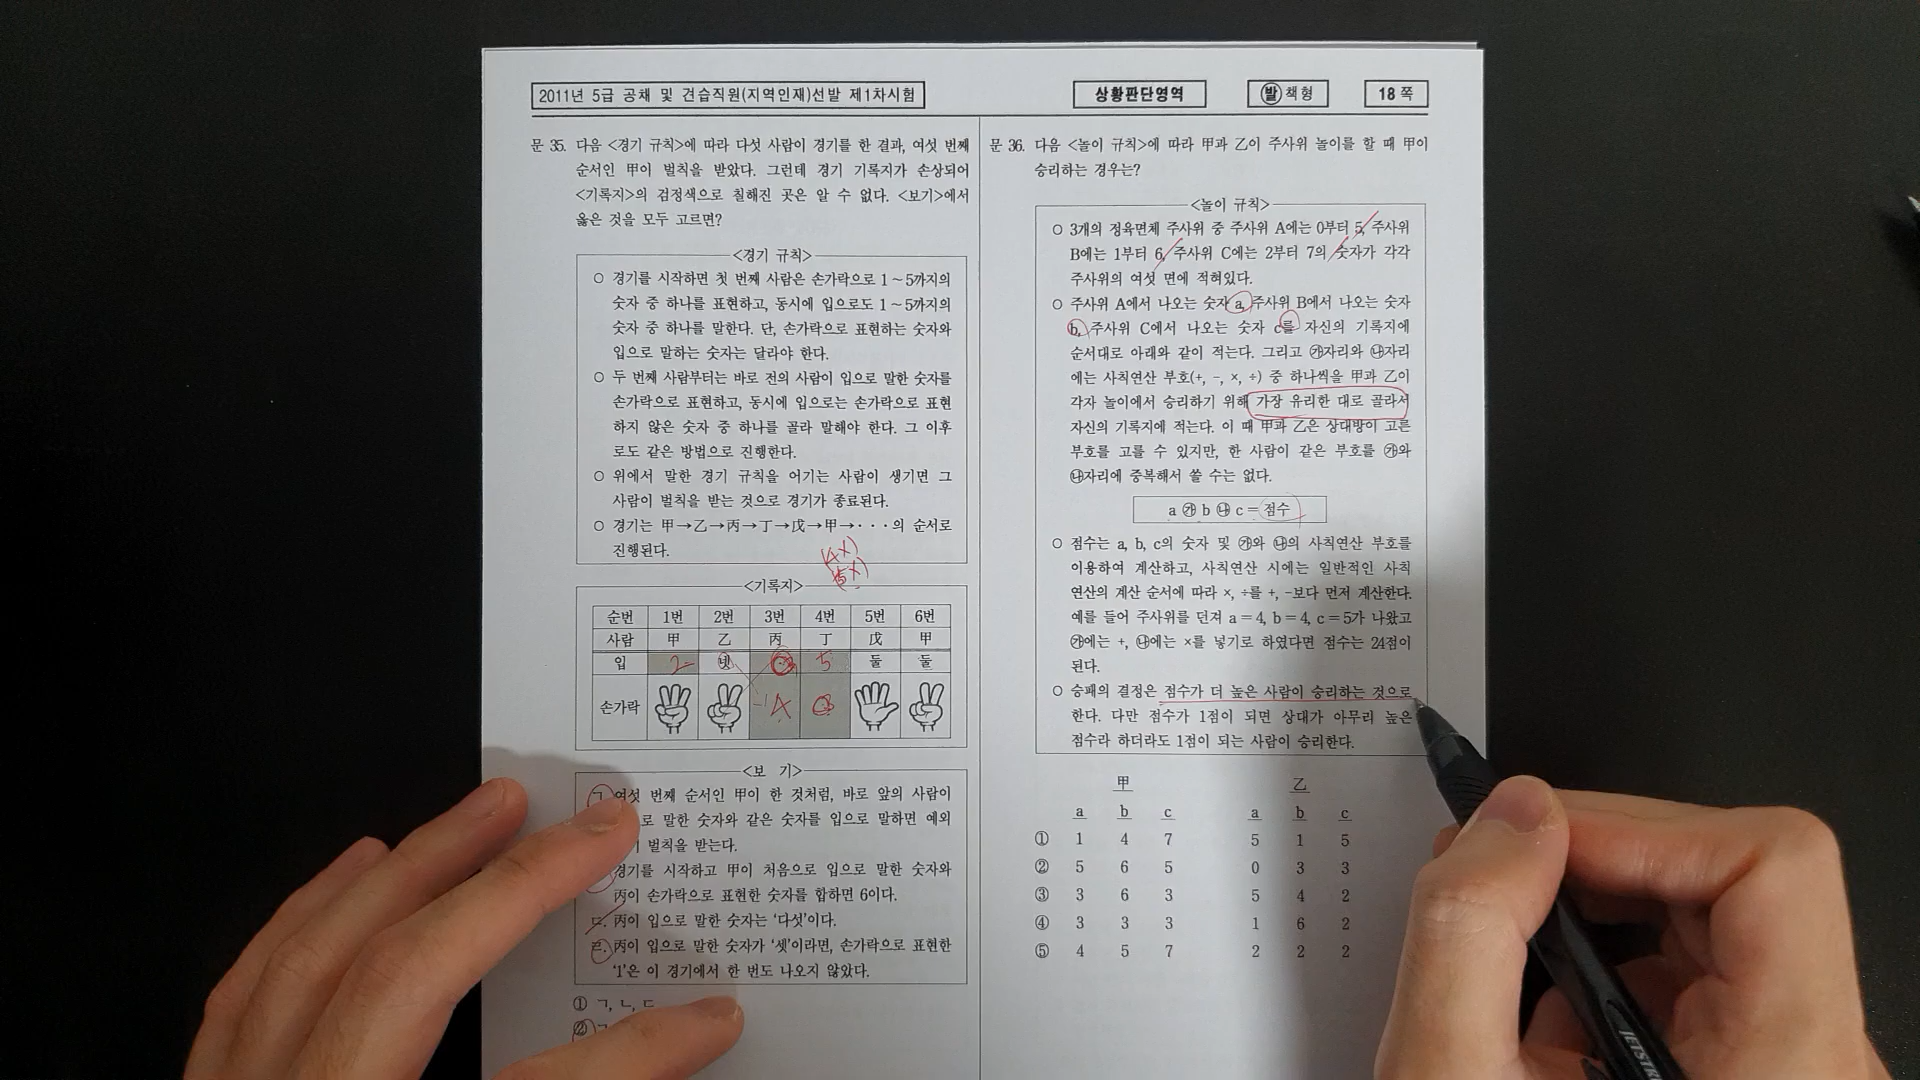 2011년 5급 공채 및 견습직원(지역인재)선발 제1차시험
상황판단영역
발 책형
18 쪽
문 35. 다음 <경기 규칙>에 따라 다섯 사람이 경기를 한 결과, 여섯 번째
순서인 甲이 벌칙을 받았다. 그런데 경기 기록지가 손상되어
<기록지>의 검정색으로 칠해진 곳은 알 수 없다. <보기>에서
옳은 것을 모두 고르면?
<경기 규칙>
○ 경기를 시작하면 첫 번째 사람은 손가락으로 1～5까지의
숫자 중 하나를 표현하고, 동시에 입으로도 1～5까지의
숫자 중 하나를 말한다. 단, 손가락으로 표현하는 숫자와
입으로 말하는 숫자는 달라야 한다.
○ 두 번째 사람부터는 바로 전의 사람이 입으로 말한 숫자를
손가락으로 표현하고, 동시에 입으로는 손가락으로 표현
하지 않은 숫자 중 하나를 골라 말해야 한다. 그 이후
로도 같은 방법으로 진행한다.
○ 위에서 말한 경기 규칙을 어기는 사람이 생기면 그
사람이 벌칙을 받는 것으로 경기가 종료된다.
○ 경기는 甲→乙→丙→丁→戊→甲→···의 순서로
진행된다.
(4X)
(5X)
<기록지>
순번 1번 2번 3번 4번 5번 6번
사람 甲 乙 丙 丁 戊 甲
입 2 넷 5 둘 둘
손가락 4
<보 기>
ㄱ 여섯 번째 순서인 甲이 한 것처럼, 바로 앞의 사람이
로 말한 숫자와 같은 숫자를 입으로 말하면 예외
벌칙을 받는다.
경기를 시작하고 甲이 처음으로 입으로 말한 숫자와
丙이 손가락으로 표현한 숫자를 합하면 6이다.
ㄷ. 丙이 입으로 말한 숫자는 '다섯'이다.
ㄹ. 丙이 입으로 말한 숫자가 '셋'이라면, 손가락으로 표현한
'1'은 이 경기에서 한 번도 나오지 않았다.
① ㄱ, ㄴ, ㄷ
②
문 36. 다음 <놀이 규칙>에 따라 甲과 乙이 주사위 놀이를 할 때 甲이
승리하는 경우는?
<놀이 규칙>
○ 3개의 정육면체 주사위 중 주사위 A에는 0부터 5, 주사위
B에는 1부터 6, 주사위 C에는 2부터 7의 숫자가 각각
주사위의 여섯 면에 적혀있다.
○ 주사위 A에서 나오는 숫자 a, 주사위 B에서 나오는 숫자
b, 주사위 C에서 나오는 숫자 c를 자신의 기록지에
순서대로 아래와 같이 적는다. 그리고 ㉮자리와 ㉯자리
에는 사칙연산 부호(+, -, ×, ÷) 중 하나씩을 甲과 乙이
각자 놀이에서 승리하기 위해 가장 유리한 대로 골라서
자신의 기록지에 적는다. 이 때 甲과 乙은 상대방이 고른
부호를 고를 수 있지만, 한 사람이 같은 부호를 ㉮와
㉯자리에 중복해서 쓸 수는 없다.
a ㉮ b ㉯ c = 점수
○ 점수는 a, b, c의 숫자 및 ㉮와 ㉯의 사칙연산 부호를
이용하여 계산하고, 사칙연산 시에는 일반적인 사칙
연산의 계산 순서에 따라 ×, ÷를 +, -보다 먼저 계산한다.
예를 들어 주사위를 던져 a=4, b=4, c=5가 나왔고
㉮에는 +, ㉯에는 ×를 넣기로 하였다면 점수는 24점이
된다.
○ 승패의 결정은 점수가 더 높은 사람이 승리하는 것으로
한다. 다만 점수가 1점이 되면 상대가 아무리 높은
점수라 하더라도 1점이 되는 사람이 승리한다.
甲 乙
a b c a b c
① 1 4 7 5 1 5
② 5 6 5 0 3 3
③ 3 6 3 5 4 2
④ 3 3 3 1 6 2
⑤ 4 5 7 2 2 2